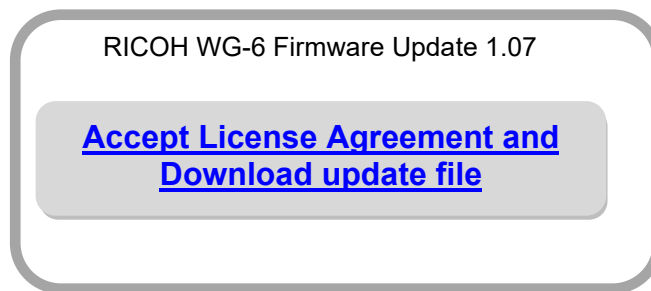 RICOH WG-6 Firmware Update 1.07
Accept License Agreement and
Download update file